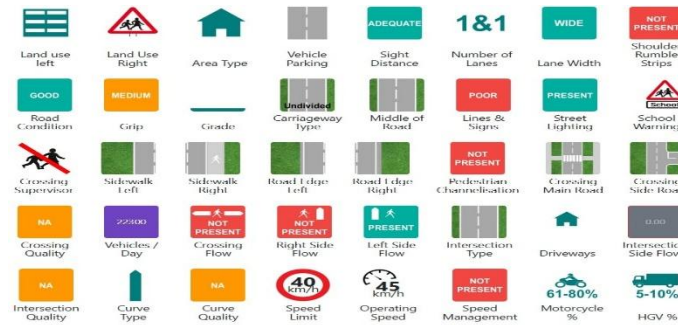 ADEQUATE
1&1
WIDE
NOT
PRESENT
Land use
left
Land Use
Right
Area Type
Vehicle
Parking
Sight
Distance
Number of
Lanes
Lane Width
Shoulder
Rumble
Strips
GOOD
MEDIUM
Undivided
POOR
PRESENT
School
Road
Condition
Grip
Grade
Carriageway
Type
Middle of
Road
Lines &
Signs
Street
Lighting
School
Warning
NOT
PRESENT
Crossing
Supervisor
Sidewalk
Left
Sidewalk
Right
Road Edge
Left
Road Edge
Right
Pedestrian
Channelisation
Crossing
Main Road
Crossing
Side Road
NA
22300
NOT
PRESENT
NOT
PRESENT
PRESENT
0.00
Crossing
Quality
Vehicles /
Day
Crossing
Flow
Right Side
Flow
Left Side
Flow
Intersection
Type
Driveways
Intersection
Side Flow
NA
NA
40
km/h
45
km/h
NOT
PRESENT
61-80%
5-10%
Intersection
Quality
Curve
Type
Curve
Quality
Speed
Limit
Operating
Speed
Speed
Management
Motorcycle
%
HGV %